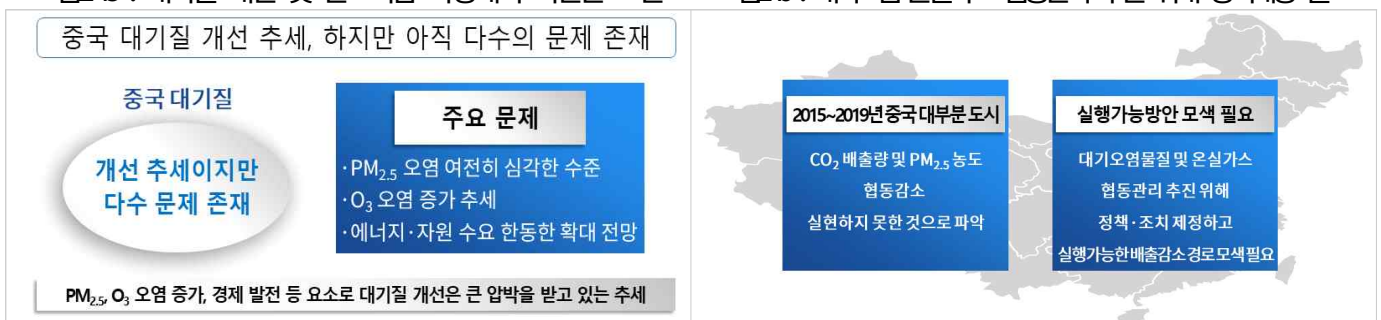 중국 대기질 개선 추세, 하지만 아직 다수의 문제 존재
중국 대기질
개선 추세이지만
다수 문제 존재
주요 문제
·PM2.5 오염 여전히 심각한 수준
·O3 오염 증가 추세
·에너지·자원 수요 한동한 확대 전망
PM2.5, O3 오염 증가, 경제 발전 등 요소로 대기질 개선은 큰 압박을 받고 있는 추세
2015~2019년 중국 대부분 도시
CO2 배출량 및 PM2.5 농도
협동감소
실현하지 못한 것으로 파악
실행가능방안 모색 필요
대기오염물질 및 온실가스
협동관리 추진 위해
정책·조치 제정하고
실행가능한 배출감소 경로 모색 필요